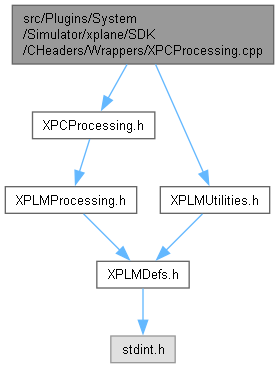 src/Plugins/System
/Simulator/xplane/SDK
/CHeaders/Wrappers/XPCProcessing.cpp
XPCProcessing.h
XPLMProcessing.h
XPLMUtilities.h
XPLMDefs.h
stdint.h